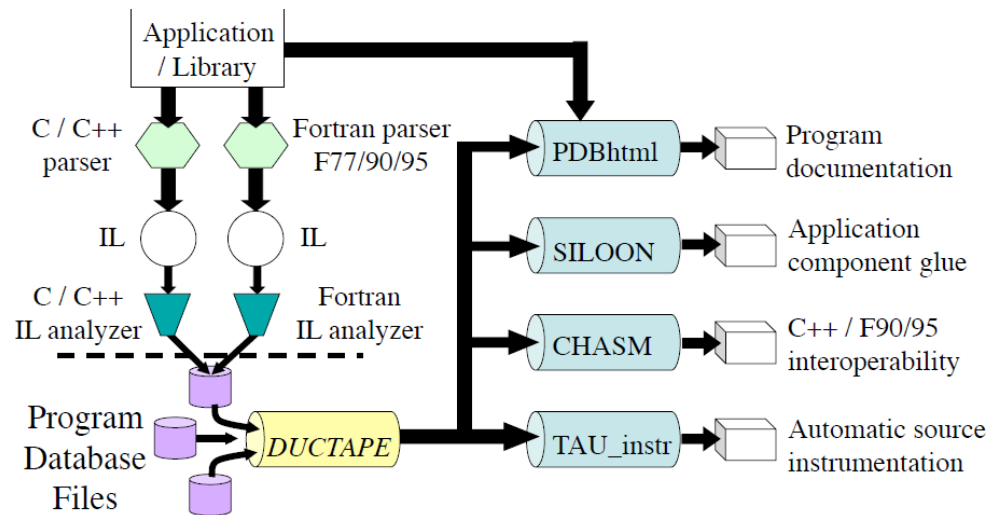 Application
/ Library
C / C++
parser
Fortran parser
F77/90/95
IL
IL
C / C++
IL analyzer
Fortran
IL analyzer
Program
Database
Files
DUCTAPE
PDBhtml
Program
documentation
SILOON
Application
component glue
CHASM
C++ / F90/95
interoperability
TAU_instr
Automatic source
instrumentation